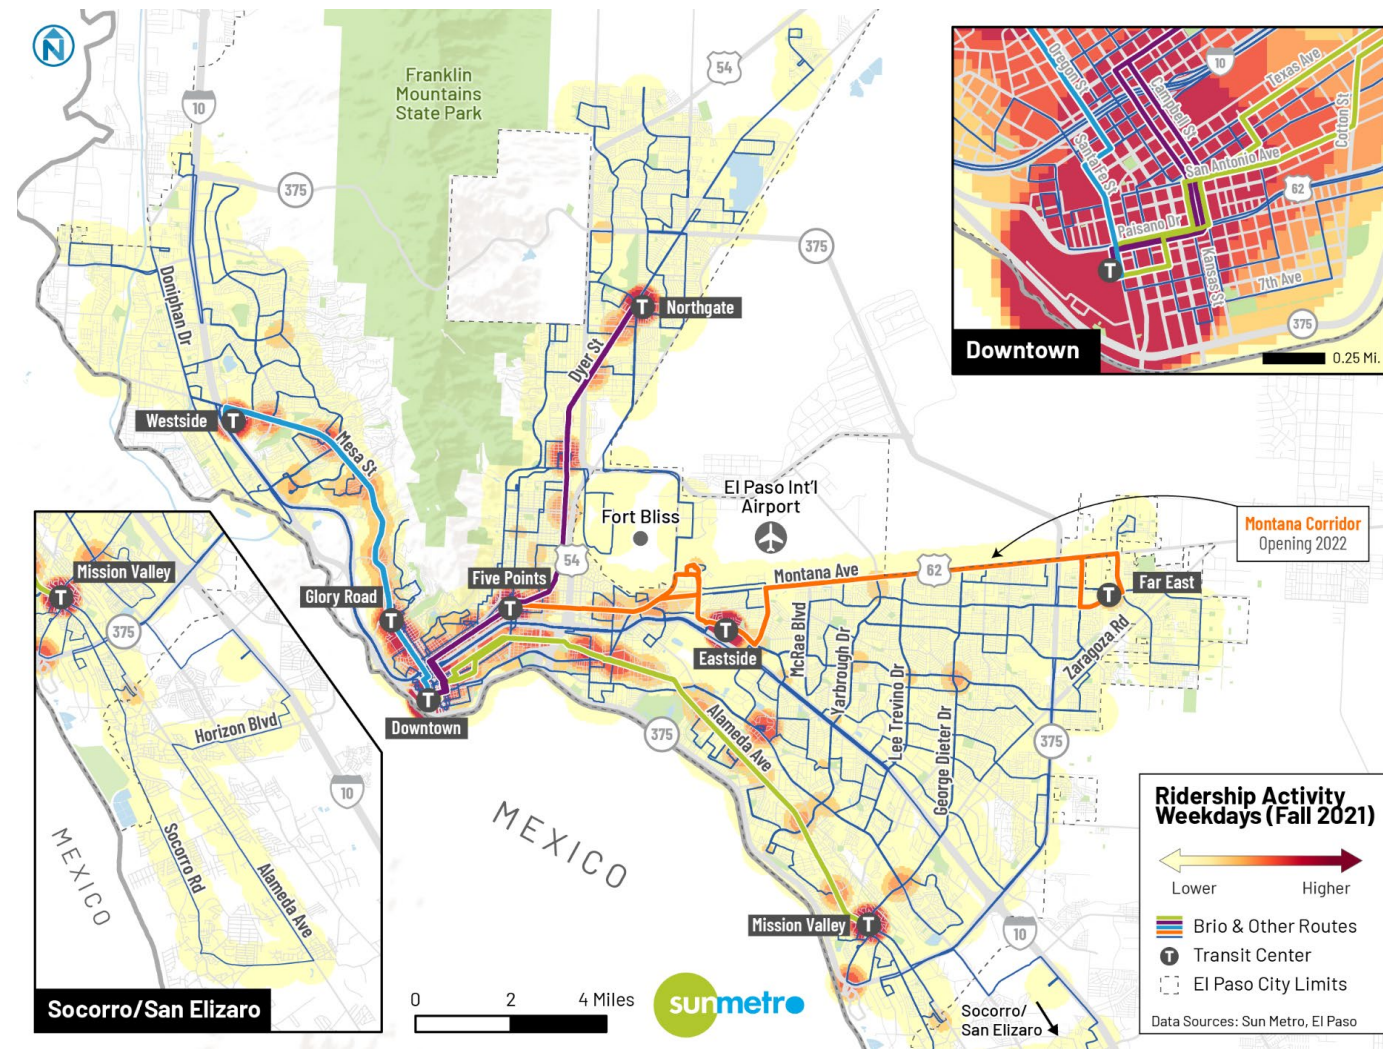 N
Franklin
Mountains
State Park
54
10
375
375
Doniphan Dr
Northgate
Dyer St
Westside
Mesa St
El Paso Int'l
Airport
Fort Bliss
54
Five Points
Glory Road
T
T
T
T
T
T
T
T
Montana Ave
62
Montana Corridor
Opening 2022
Far East
Eastside
McRae Blvd
Yarbrough Dr
Lee Trevino Dr
George Dieter Dr
Zaragoza Rd
Downtown
375
375
Alameda Ave
MEXICO
Mission Valley
10
Socorro/
San Elizaro
0 2 4 Miles
sunmetro
10
Oregon St
Campbell St
Texas Ave
Cotton St
Santa Fe St
San Antonio Ave
62
Paisano Dr
Kansas St
7th Ave
T
375
Downtown
0.25 Mi.
Mission Valley
T
375
Horizon Blvd
10
Socorro Rd
Alameda Ave
MEXICO
Socorro/San Elizaro
Ridership Activity
Weekdays (Fall 2021)
Lower Higher
Brio & Other Routes
T Transit Center
El Paso City Limits
Data Sources: Sun Metro, El Paso